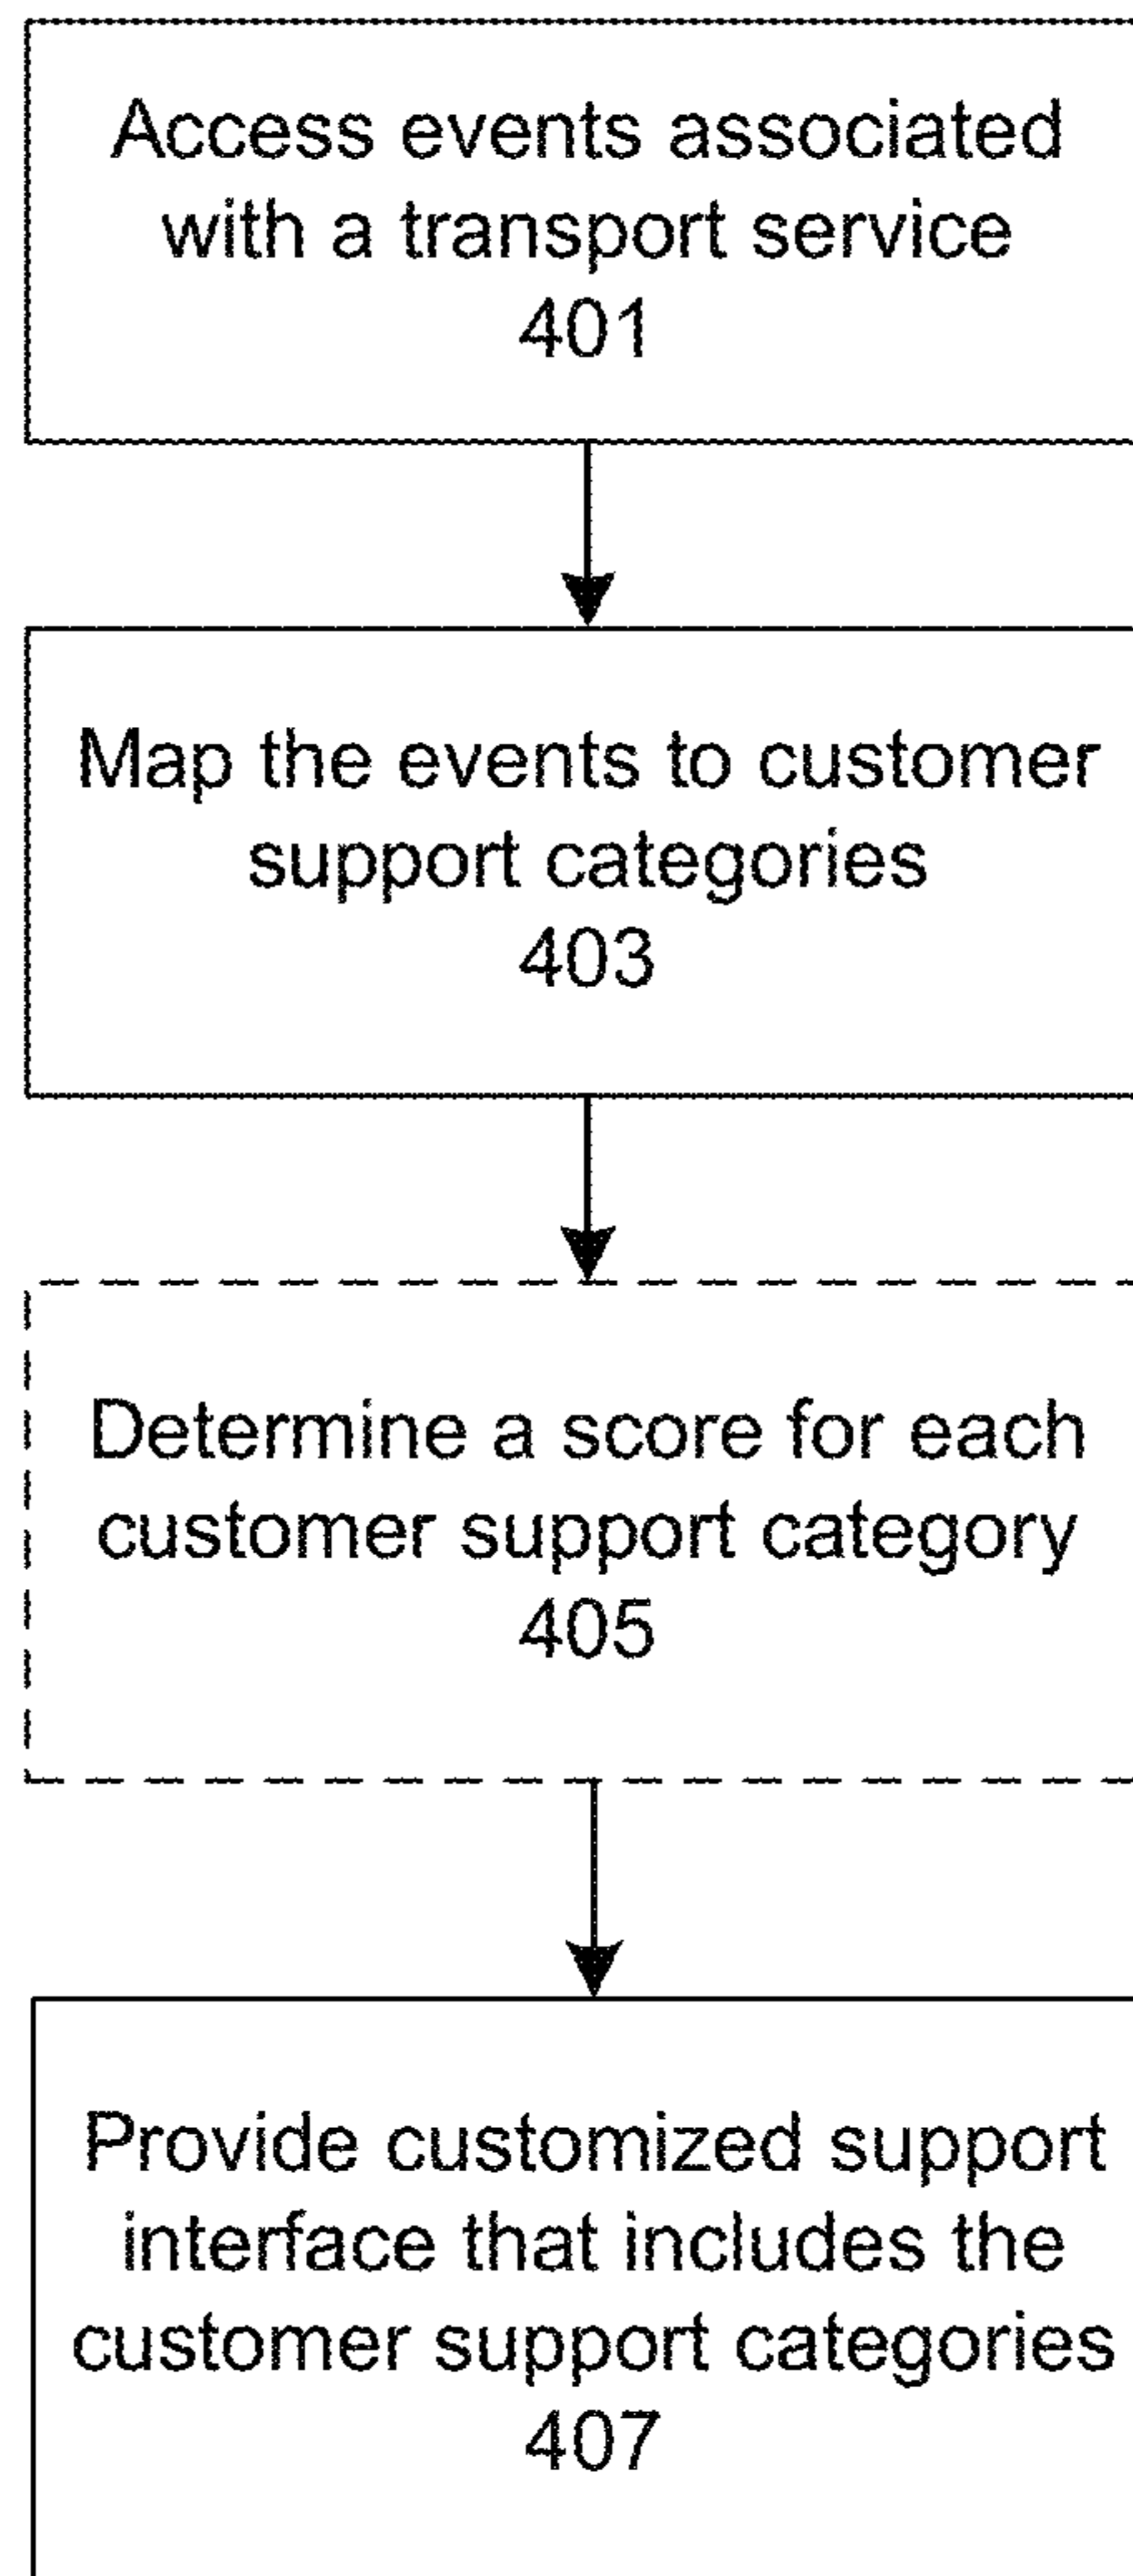 Access events associated
with a transport service
401
Map the events to customer
support categories
403
Determine a score for each
customer support category
405
Provide customized support
interface that includes the
customer support categories
407